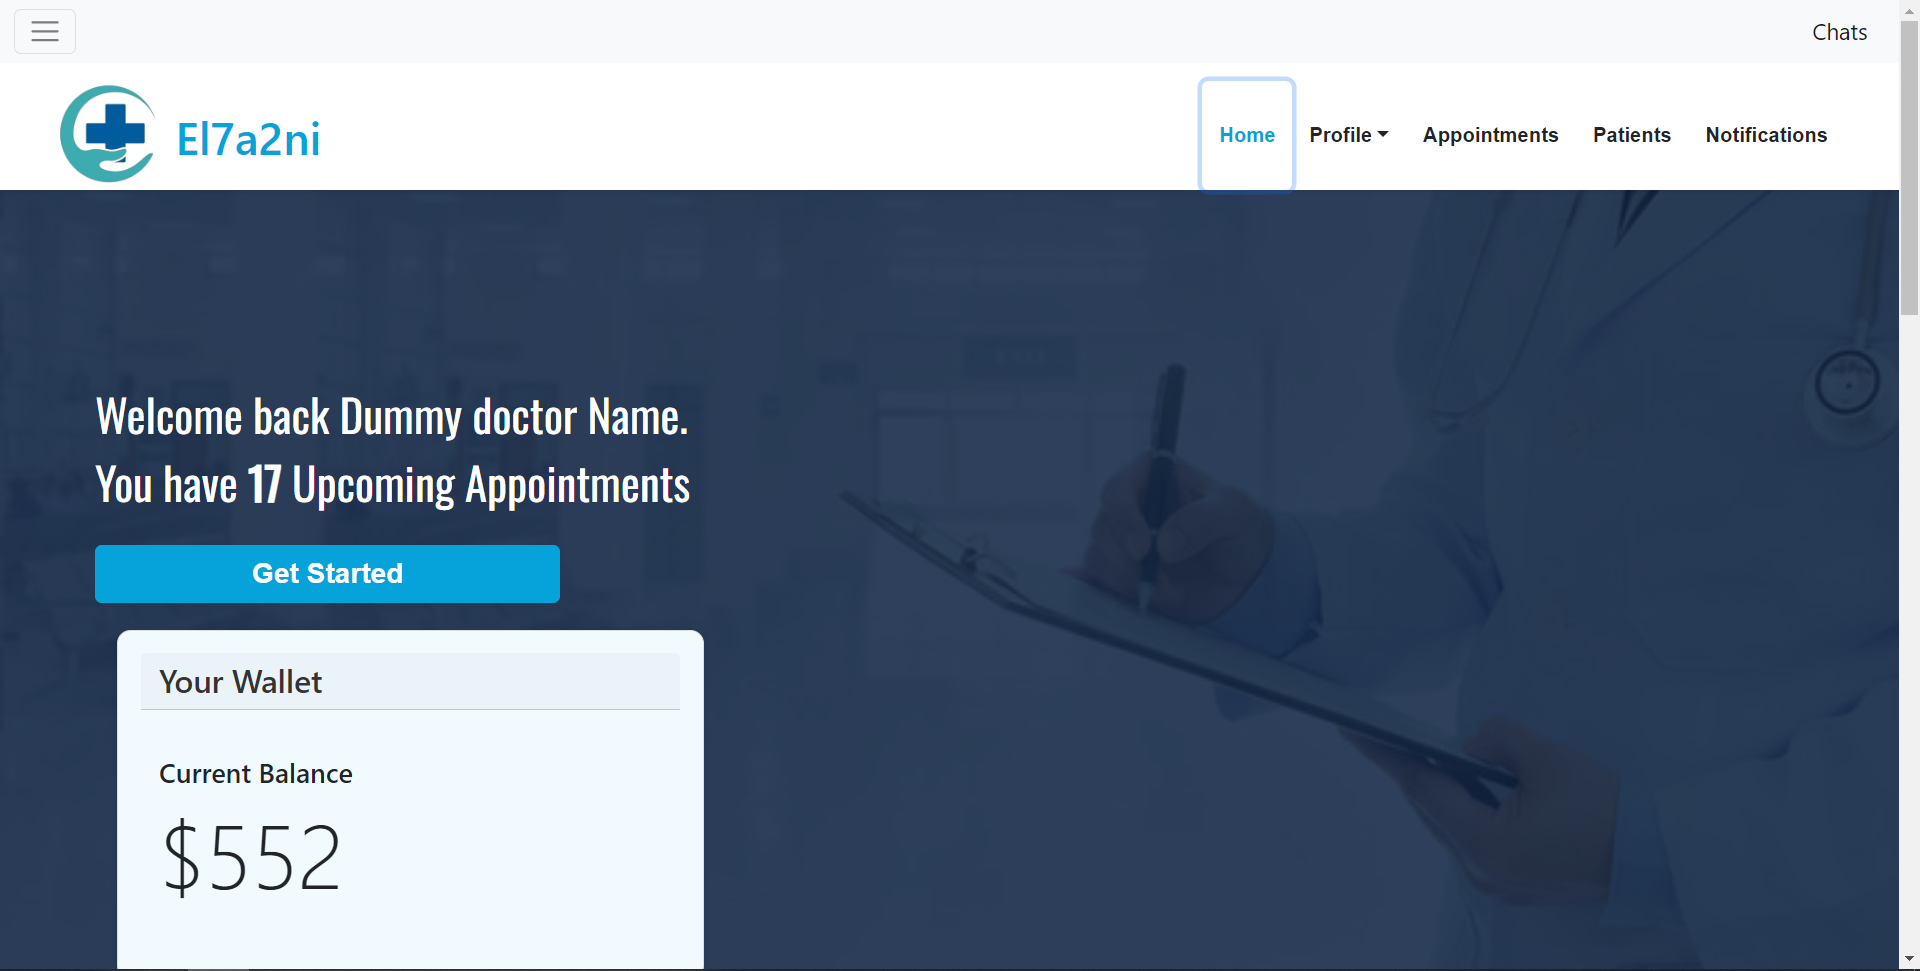 Chats
El7a2ni
Home Profile Appointments Patients Notifications
Welcome back Dummy doctor Name.
You have 17 Upcoming Appointments
Get Started
Your Wallet
Current Balance
$552